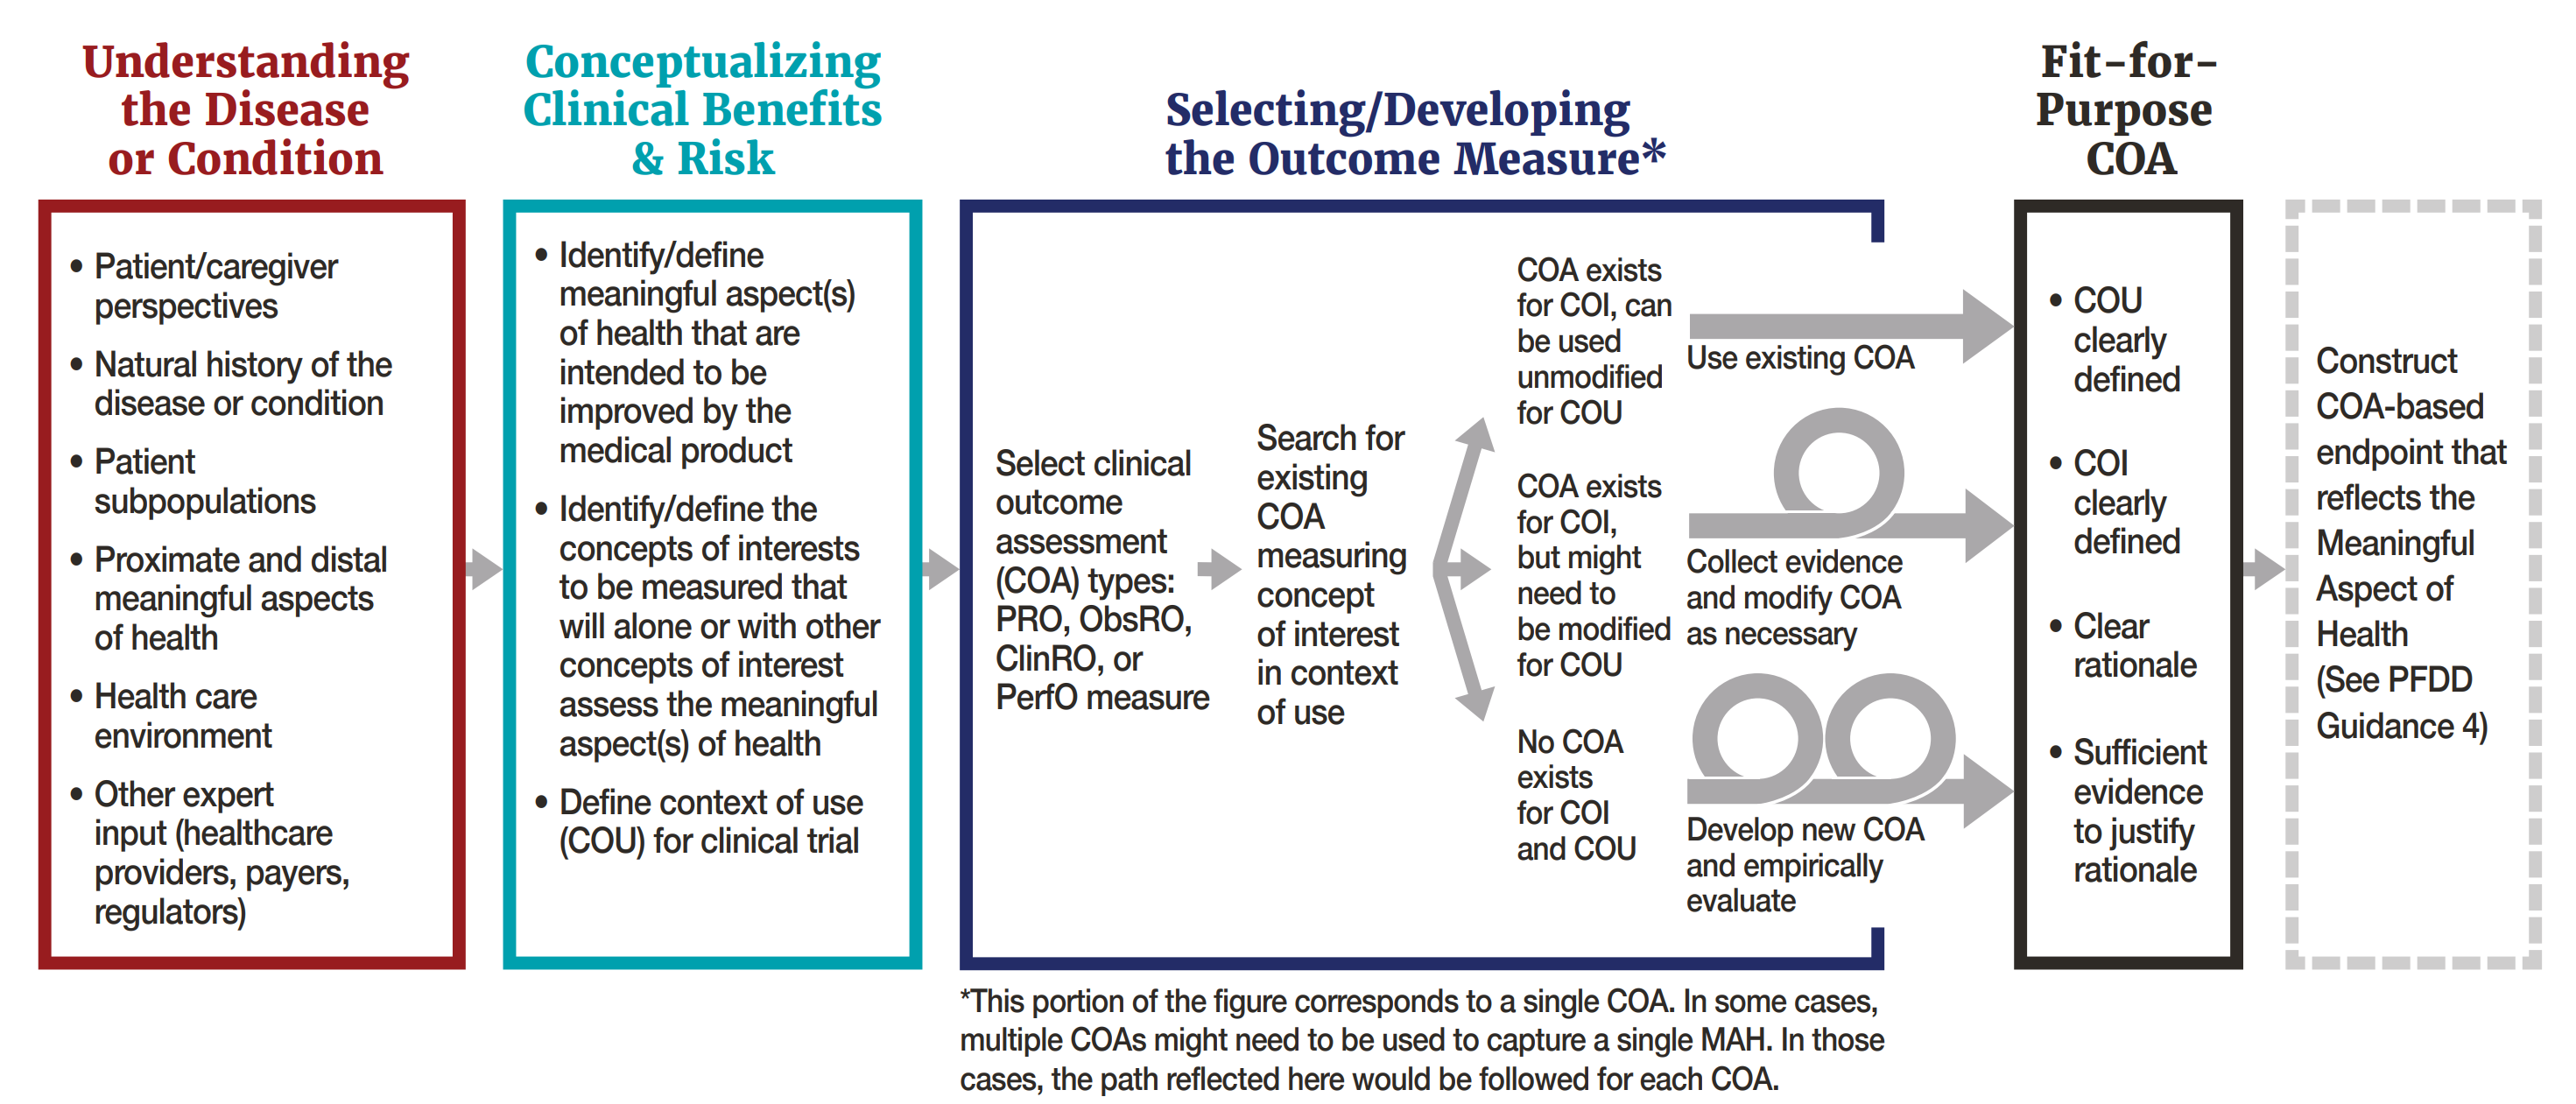 Understanding
the Disease
or Condition
• Patient/caregiver
perspectives
• Natural history of the
disease or condition
• Patient
subpopulations
• Proximate and distal
meaningful aspects
of health
• Health care
environment
• Other expert
input (healthcare
providers, payers,
regulators)
Conceptualizing
Clinical Benefits
& Risk
• Identify/define
meaningful aspect(s)
of health that are
intended to be
improved by the
medical product
• Identify/define the
concepts of interests
to be measured that
will alone or with other
concepts of interest
assess the meaningful
aspect(s) of health
• Define context of use
(COU) for clinical trial
Selecting/Developing
the Outcome Measure*
Select clinical
outcome
assessment
(COA) types:
PRO, ObsRO,
ClinRO, or
PerfO measure
Search for
existing
COA
measuring
concept
of interest
in context
of use
COA exists
for COI, can
be used
unmodified
for COU
Use existing COA
COA exists
for COI,
but might
need to
be modified
for COU
Collect evidence
and modify COA
as necessary
No COA
exists
for COI
and COU
Develop new COA
and empirically
evaluate
*This portion of the figure corresponds to a single COA. In some cases,
multiple COAs might need to be used to capture a single MAH. In those
cases, the path reflected here would be followed for each COA.
Fit-for-
Purpose
COA
• COU
clearly
defined
• COI
clearly
defined
• Clear
rationale
• Sufficient
evidence
to justify
rationale
Construct
COA-based
endpoint that
reflects the
Meaningful
Aspect of
Health
(See PFDD
Guidance 4)